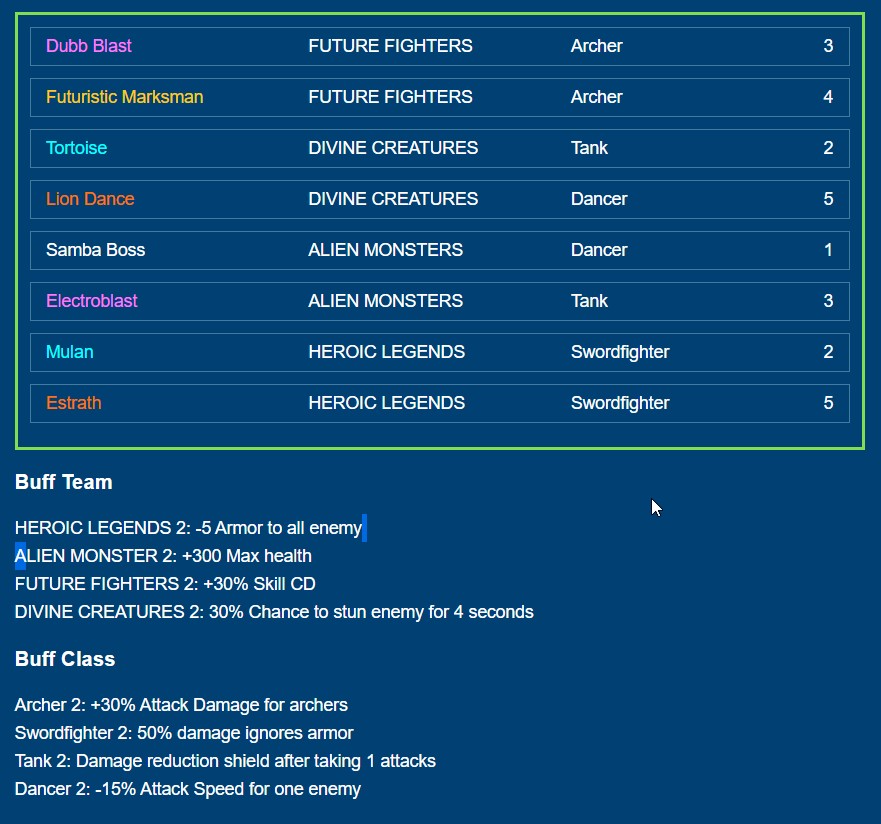 Dubb Blast FUTURE FIGHTERS Archer 3
Futuristic Marksman FUTURE FIGHTERS Archer 4
Tortoise DIVINE CREATURES Tank 2
Lion Dance DIVINE CREATURES Dancer 5
Samba Boss ALIEN MONSTERS Dancer 1
Electroblast ALIEN MONSTERS Tank 3
Mulan HEROIC LEGENDS Swordfighter 2
Estrath HEROIC LEGENDS Swordfighter 5
Buff Team
HEROIC LEGENDS 2: -5 Armor to all enemy
ALIEN MONSTER 2: +300 Max health
FUTURE FIGHTERS 2: +30% Skill CD
DIVINE CREATURES 2: 30% Chance to stun enemy for 4 seconds
Buff Class
Archer 2: +30% Attack Damage for archers
Swordfighter 2: 50% damage ignores armor
Tank 2: Damage reduction shield after taking 1 attacks
Dancer 2: -15% Attack Speed for one enemy